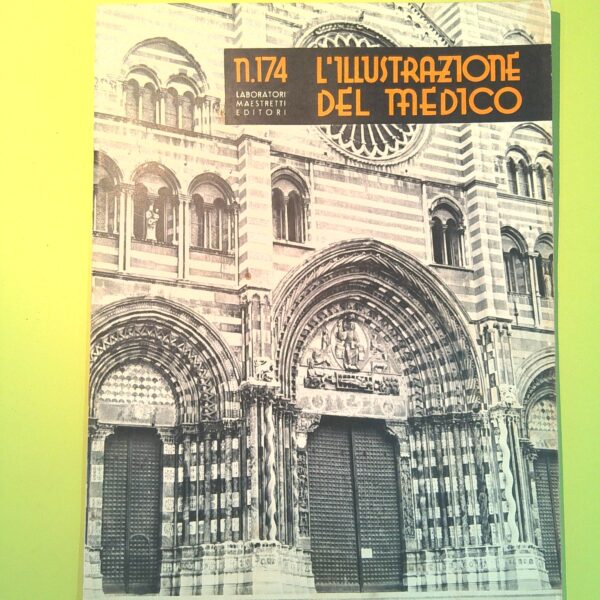 N.174
LABORATORI
MAESTRETTI
EDITORI
L'ILLUSTRAZIONE
DEL MEDICO